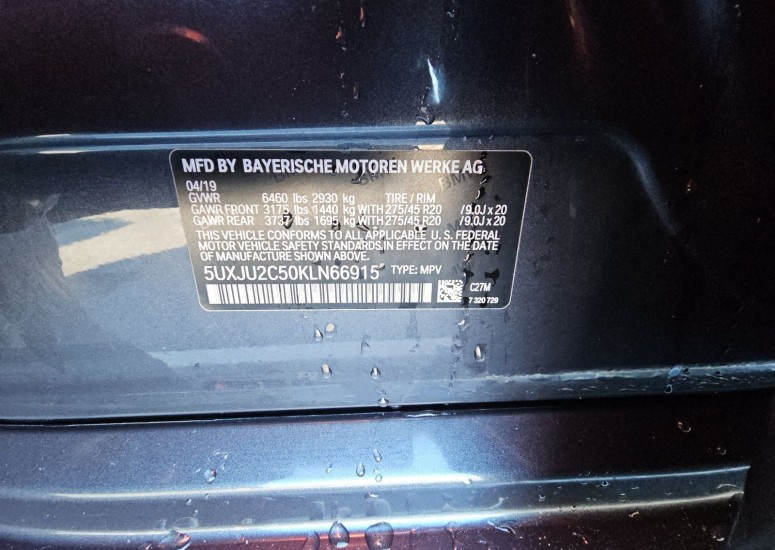 MFD BY BAYERISCHE MOTOREN WERKE AG
04/19
GVWR 6460 lbs 2930 kg TIRE / RIM
GAWR FRONT 3175 lbs 1440 kg WITH 275/45 R20 /9.0J x 20
GAWR REAR 3737 lbs 1695 kg WITH 275/45 R20 /9.0J x 20
THIS VEHICLE CONFORMS TO ALL APPLICABLE U. S. FEDERAL
MOTOR VEHICLE SAFETY STANDARDS.IN EFFECT ON THE DATE
OF MANUFACTURE SHOWN ABOVE.
5UXJU2C50KLN66915 TYPE: MPV
C27M
7 320 729